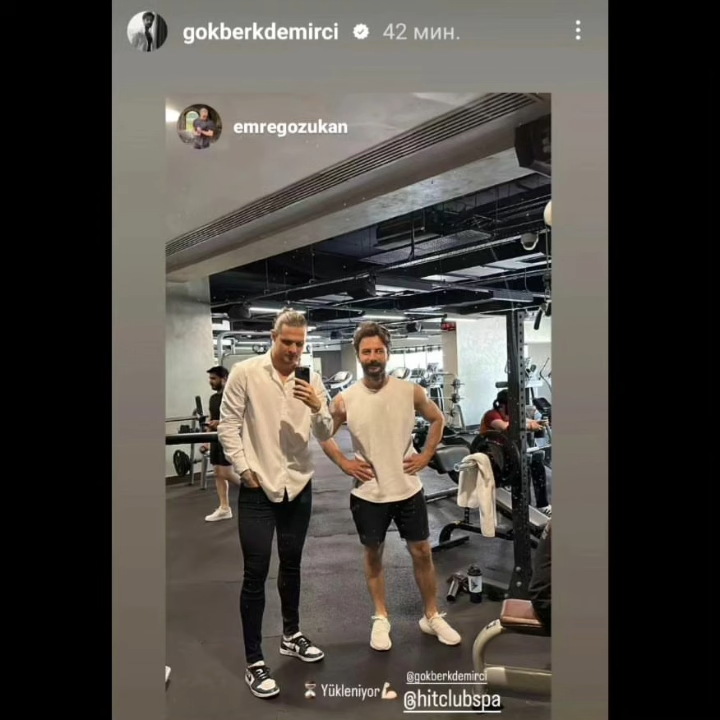 gokberkdemirci 42 мин.
emregozukan
Yükleniyor
@gokberkdemirci
@hitclubspa